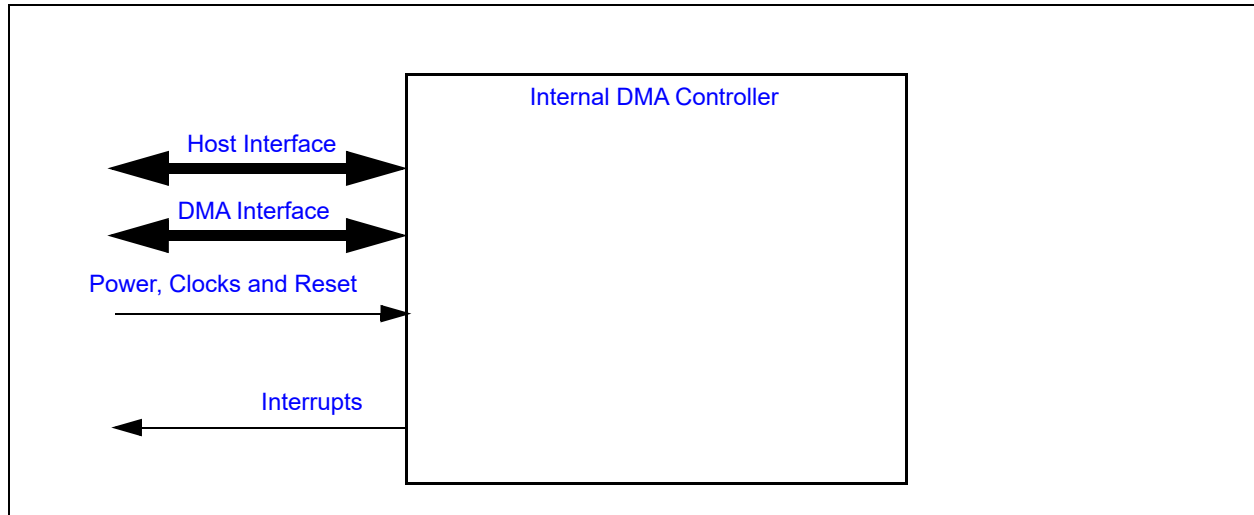 Internal DMA Controller
Host Interface
DMA Interface
Power, Clocks and Reset
Interrupts